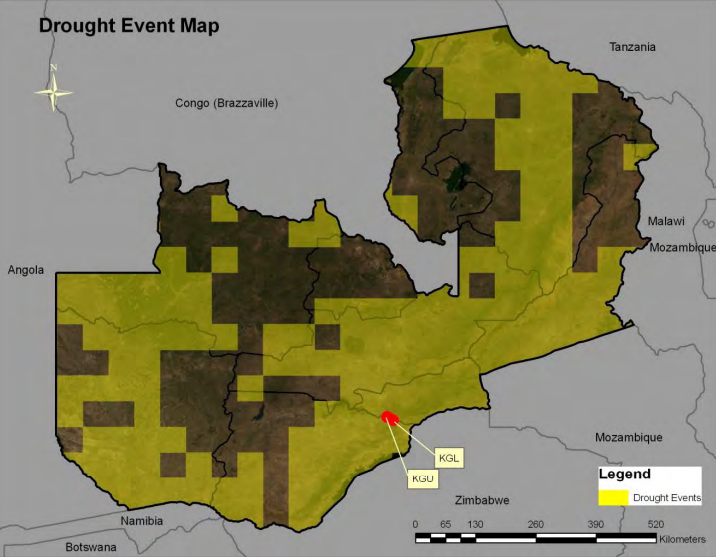 Drought Event Map
N
Tanzania
Congo (Brazzaville)
Malawi
Mozambique
Angola
Mozambique
KGL
KGU
Legend
Drought Events
Zimbabwe
Namibia
Botswana
0 65 130 260 390 520
Kilometers